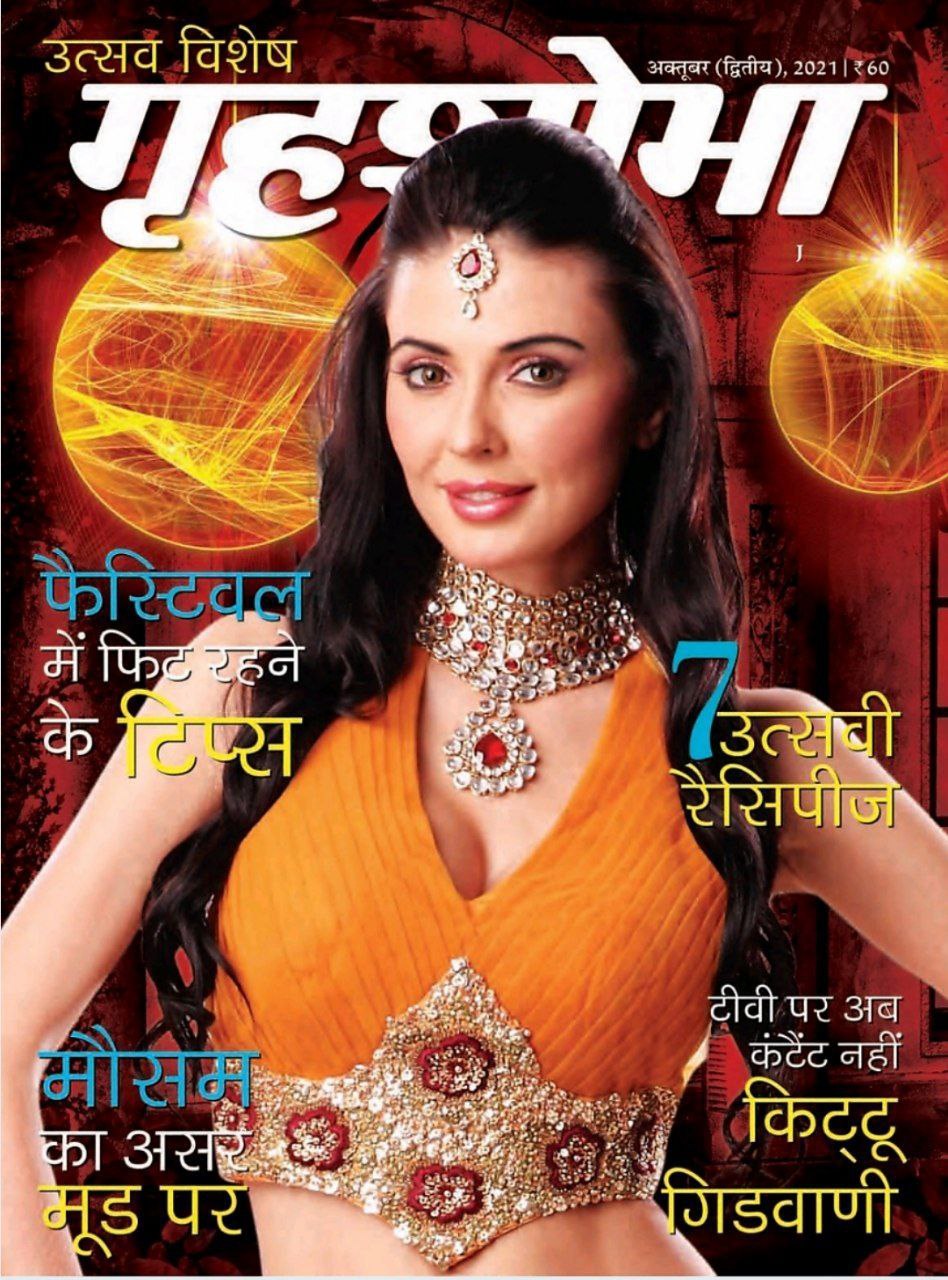 उत्सव विशेष
अक्तूबर (द्वितीय), 2021 | ₹ 60
गृहशोभा
J
फैस्टिवल
में फिट रहने
के टिप्स
7 उत्सवी
रैसिपीज
टीवी पर अब
कंटैंट नहीं
किट्टू
गिडवाणी
मौसम
का असर
मूड पर